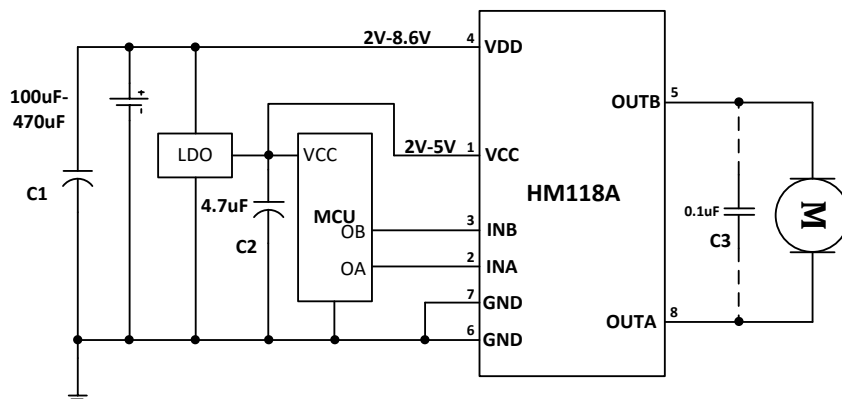 2V-8.6V
4
VDD
100uF-
470uF
+
-
OUTB
5
LDO
VCC
2V-5V
1
VCC
HM118A
C1
4.7uF
C2
MCU
OB
3
INB
0.1uF
C3
M
OA
2
INA
7
GND
OUTA
8
6
GND